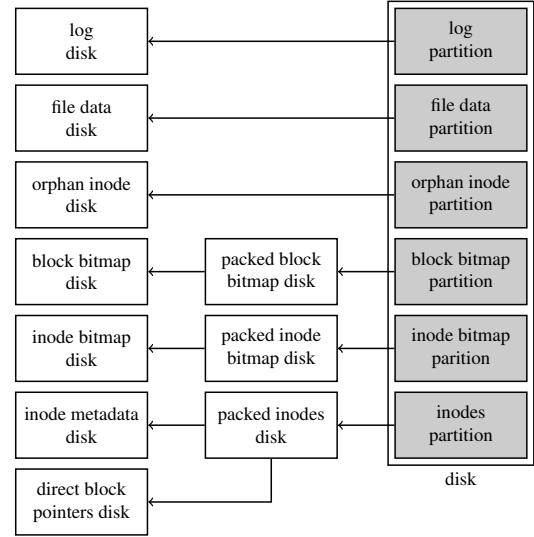 log
disk
log
partition
file data
disk
file data
partition
orphan inode
disk
orphan inode
partition
block bitmap
disk
packed block
bitmap disk
block bitmap
partition
inode bitmap
disk
packed inode
bitmap disk
inode bitmap
parition
inode metadata
disk
packed inodes
disk
inodes
partition
disk
direct block
pointers disk